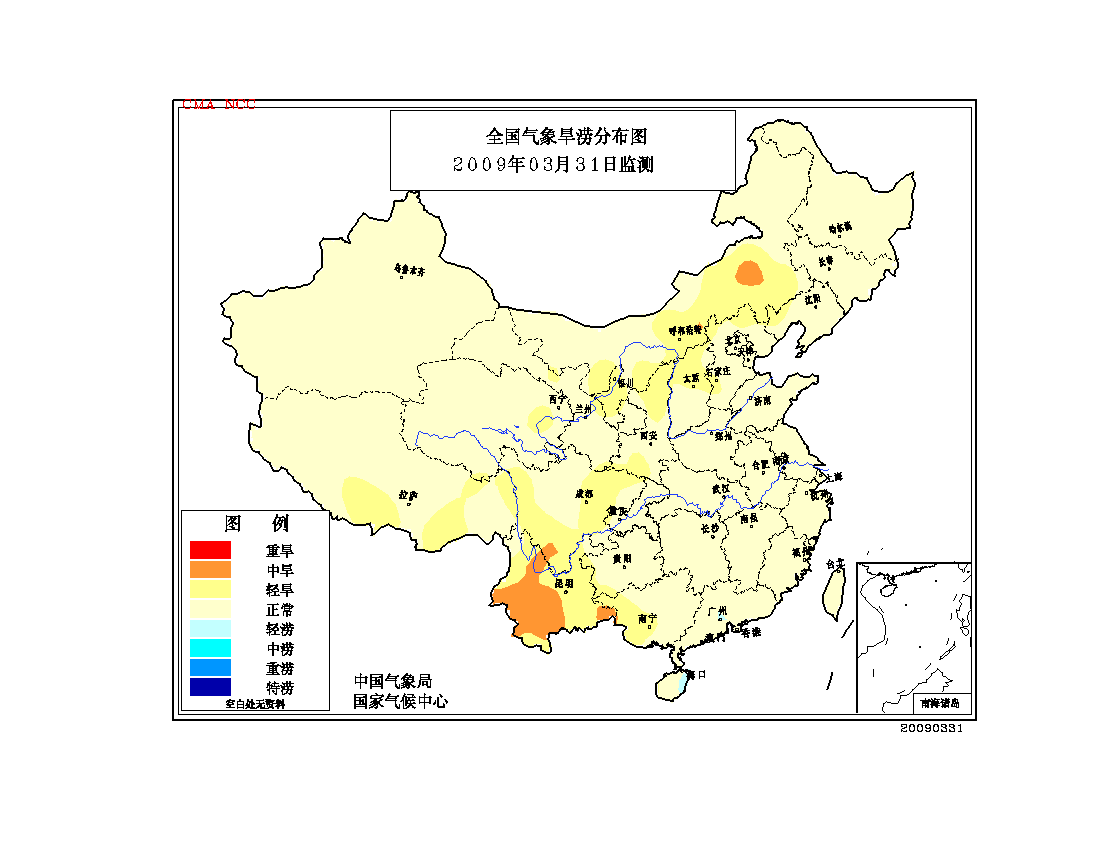 CMA NCC
全国气象旱涝分布图
2009年03月31日监测
哈尔滨
长春
乌鲁木齐
沈阳
呼和浩特
北京
天津
银川
太原
石家庄
西宁
兰州
济南
西安
郑州
合肥
南京
上海
拉萨
成都
武汉
杭州
重庆
长沙
南昌
贵阳
福州
台北
昆明
南宁
广州
澳门
香港
海口
图 例
重旱
中旱
轻旱
正常
轻涝
中涝
重涝
特涝
空白处无资料
中国气象局
国家气候中心
南海诸岛
20090331